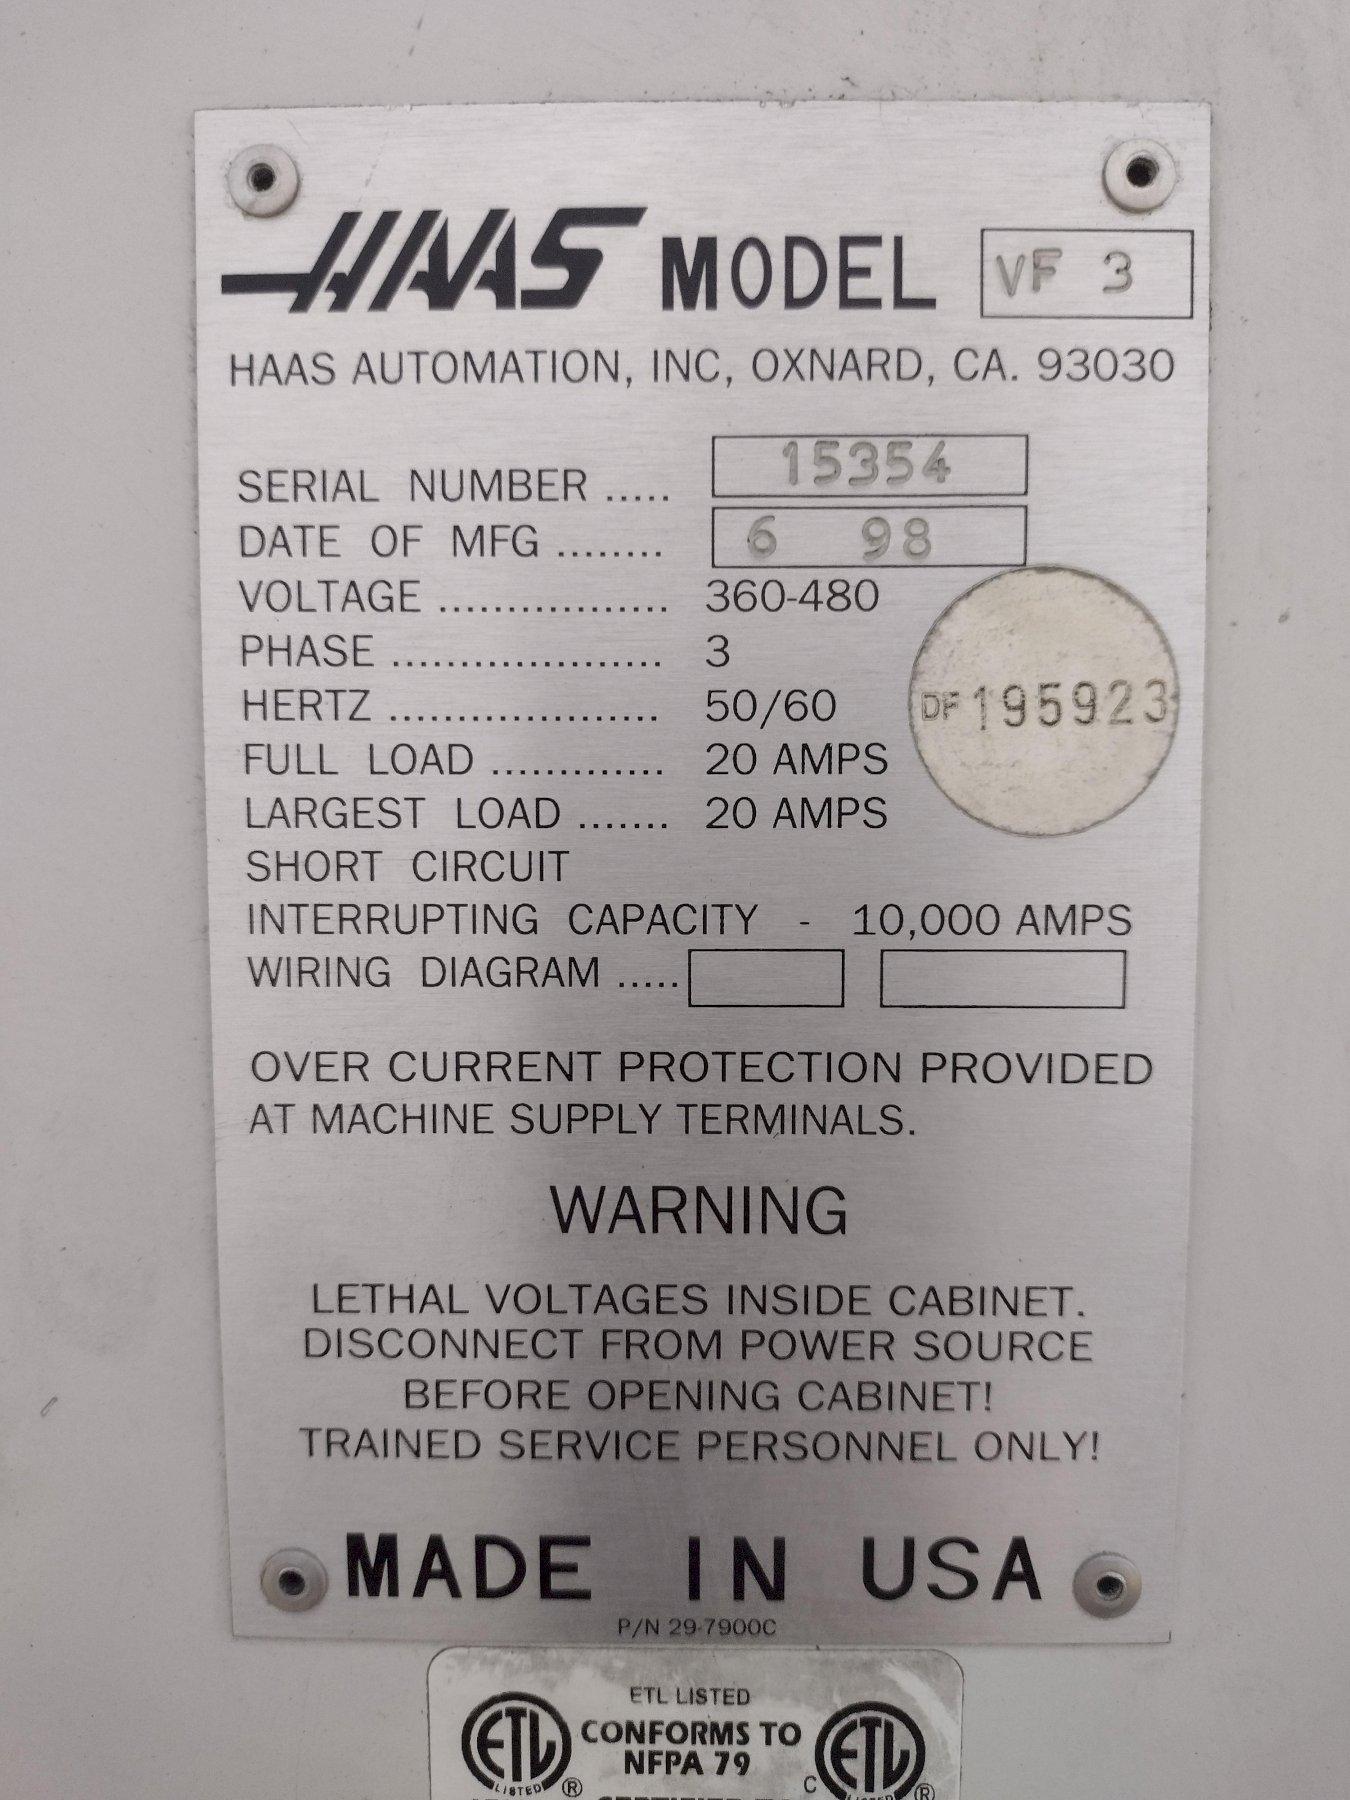 HAAS MODEL VF 3
HAAS AUTOMATION, INC, OXNARD, CA. 93030
SERIAL NUMBER ..... 15354
DATE OF MFG ........ 6 98
VOLTAGE ................. 360-480
PHASE .................... 3
HERTZ .................... 50/60
DF 195923
FULL LOAD ............. 20 AMPS
LARGEST LOAD ....... 20 AMPS
SHORT CIRCUIT
INTERRUPTING CAPACITY - 10,000 AMPS
WIRING DIAGRAM .....
OVER CURRENT PROTECTION PROVIDED
AT MACHINE SUPPLY TERMINALS.
WARNING
LETHAL VOLTAGES INSIDE CABINET.
DISCONNECT FROM POWER SOURCE
BEFORE OPENING CABINET!
TRAINED SERVICE PERSONNEL ONLY!
MADE IN USA
P/N 29-7900C
ETL LISTED
CONFORMS TO
NFPA 79
ETL LISTED ®
C ETL LISTED ®